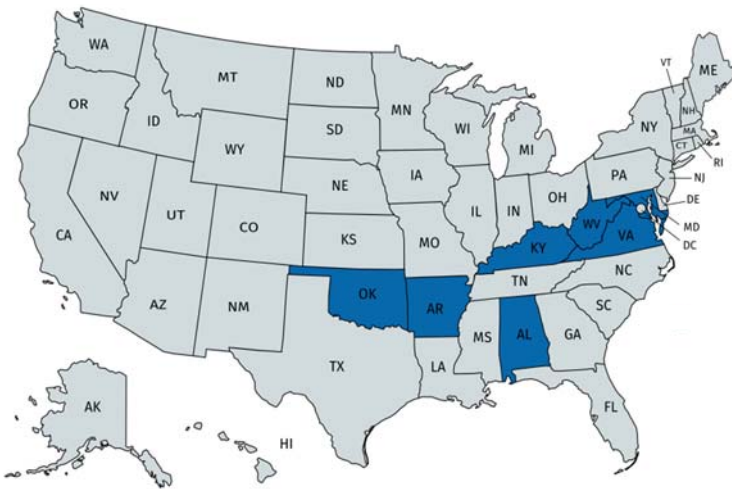 WA
MT
ND
MN
VT
ME
OR
ID
SD
WI
MI
NY
NH
MA
CT
RI
WY
IA
PA
NJ
NE
OH
NV
UT
CO
IL
IN
DE
WV
MD
CA
KS
MO
KY
VA
DC
AZ
NM
OK
AR
TN
NC
SC
MS
AL
GA
TX
LA
AK
HI
FL